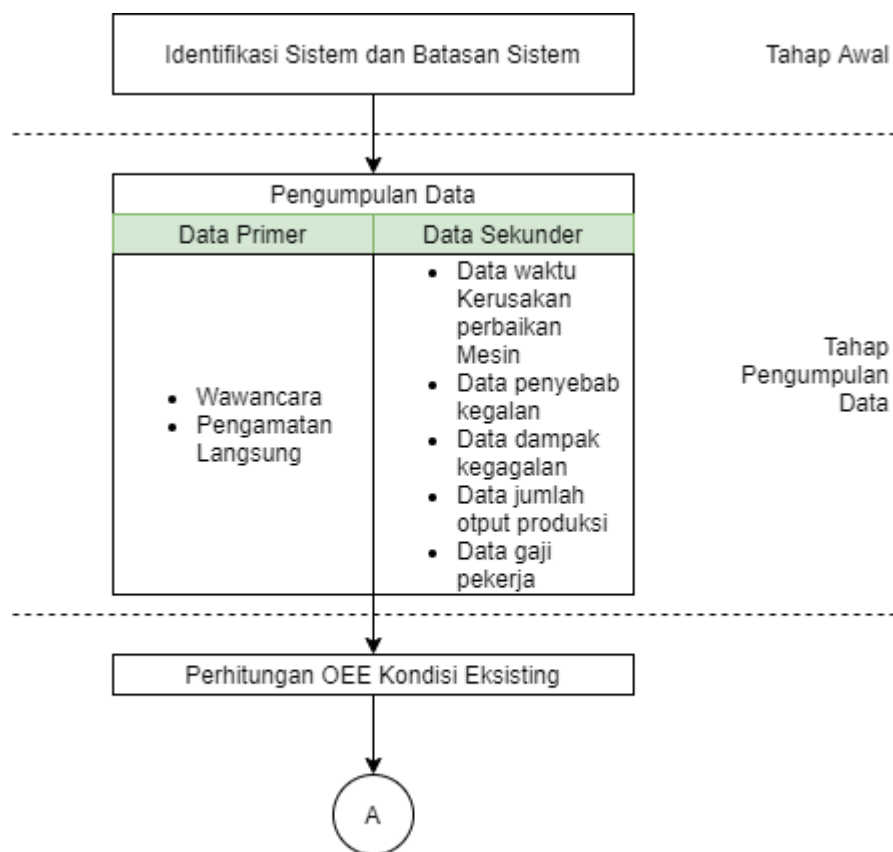 Identifikasi Sistem dan Batasan Sistem
Tahap Awal
Pengumpulan Data
Data Primer
Data Sekunder
• Wawancara
• Pengamatan
Langsung
• Data waktu
Kerusakan
perbaikan
Mesin
• Data penyebab
kegalan
• Data dampak
kegagalan
• Data jumlah
otput produksi
• Data gaji
pekerja
Tahap
Pengumpulan
Data
Perhitungan OEE Kondisi Eksisting
A